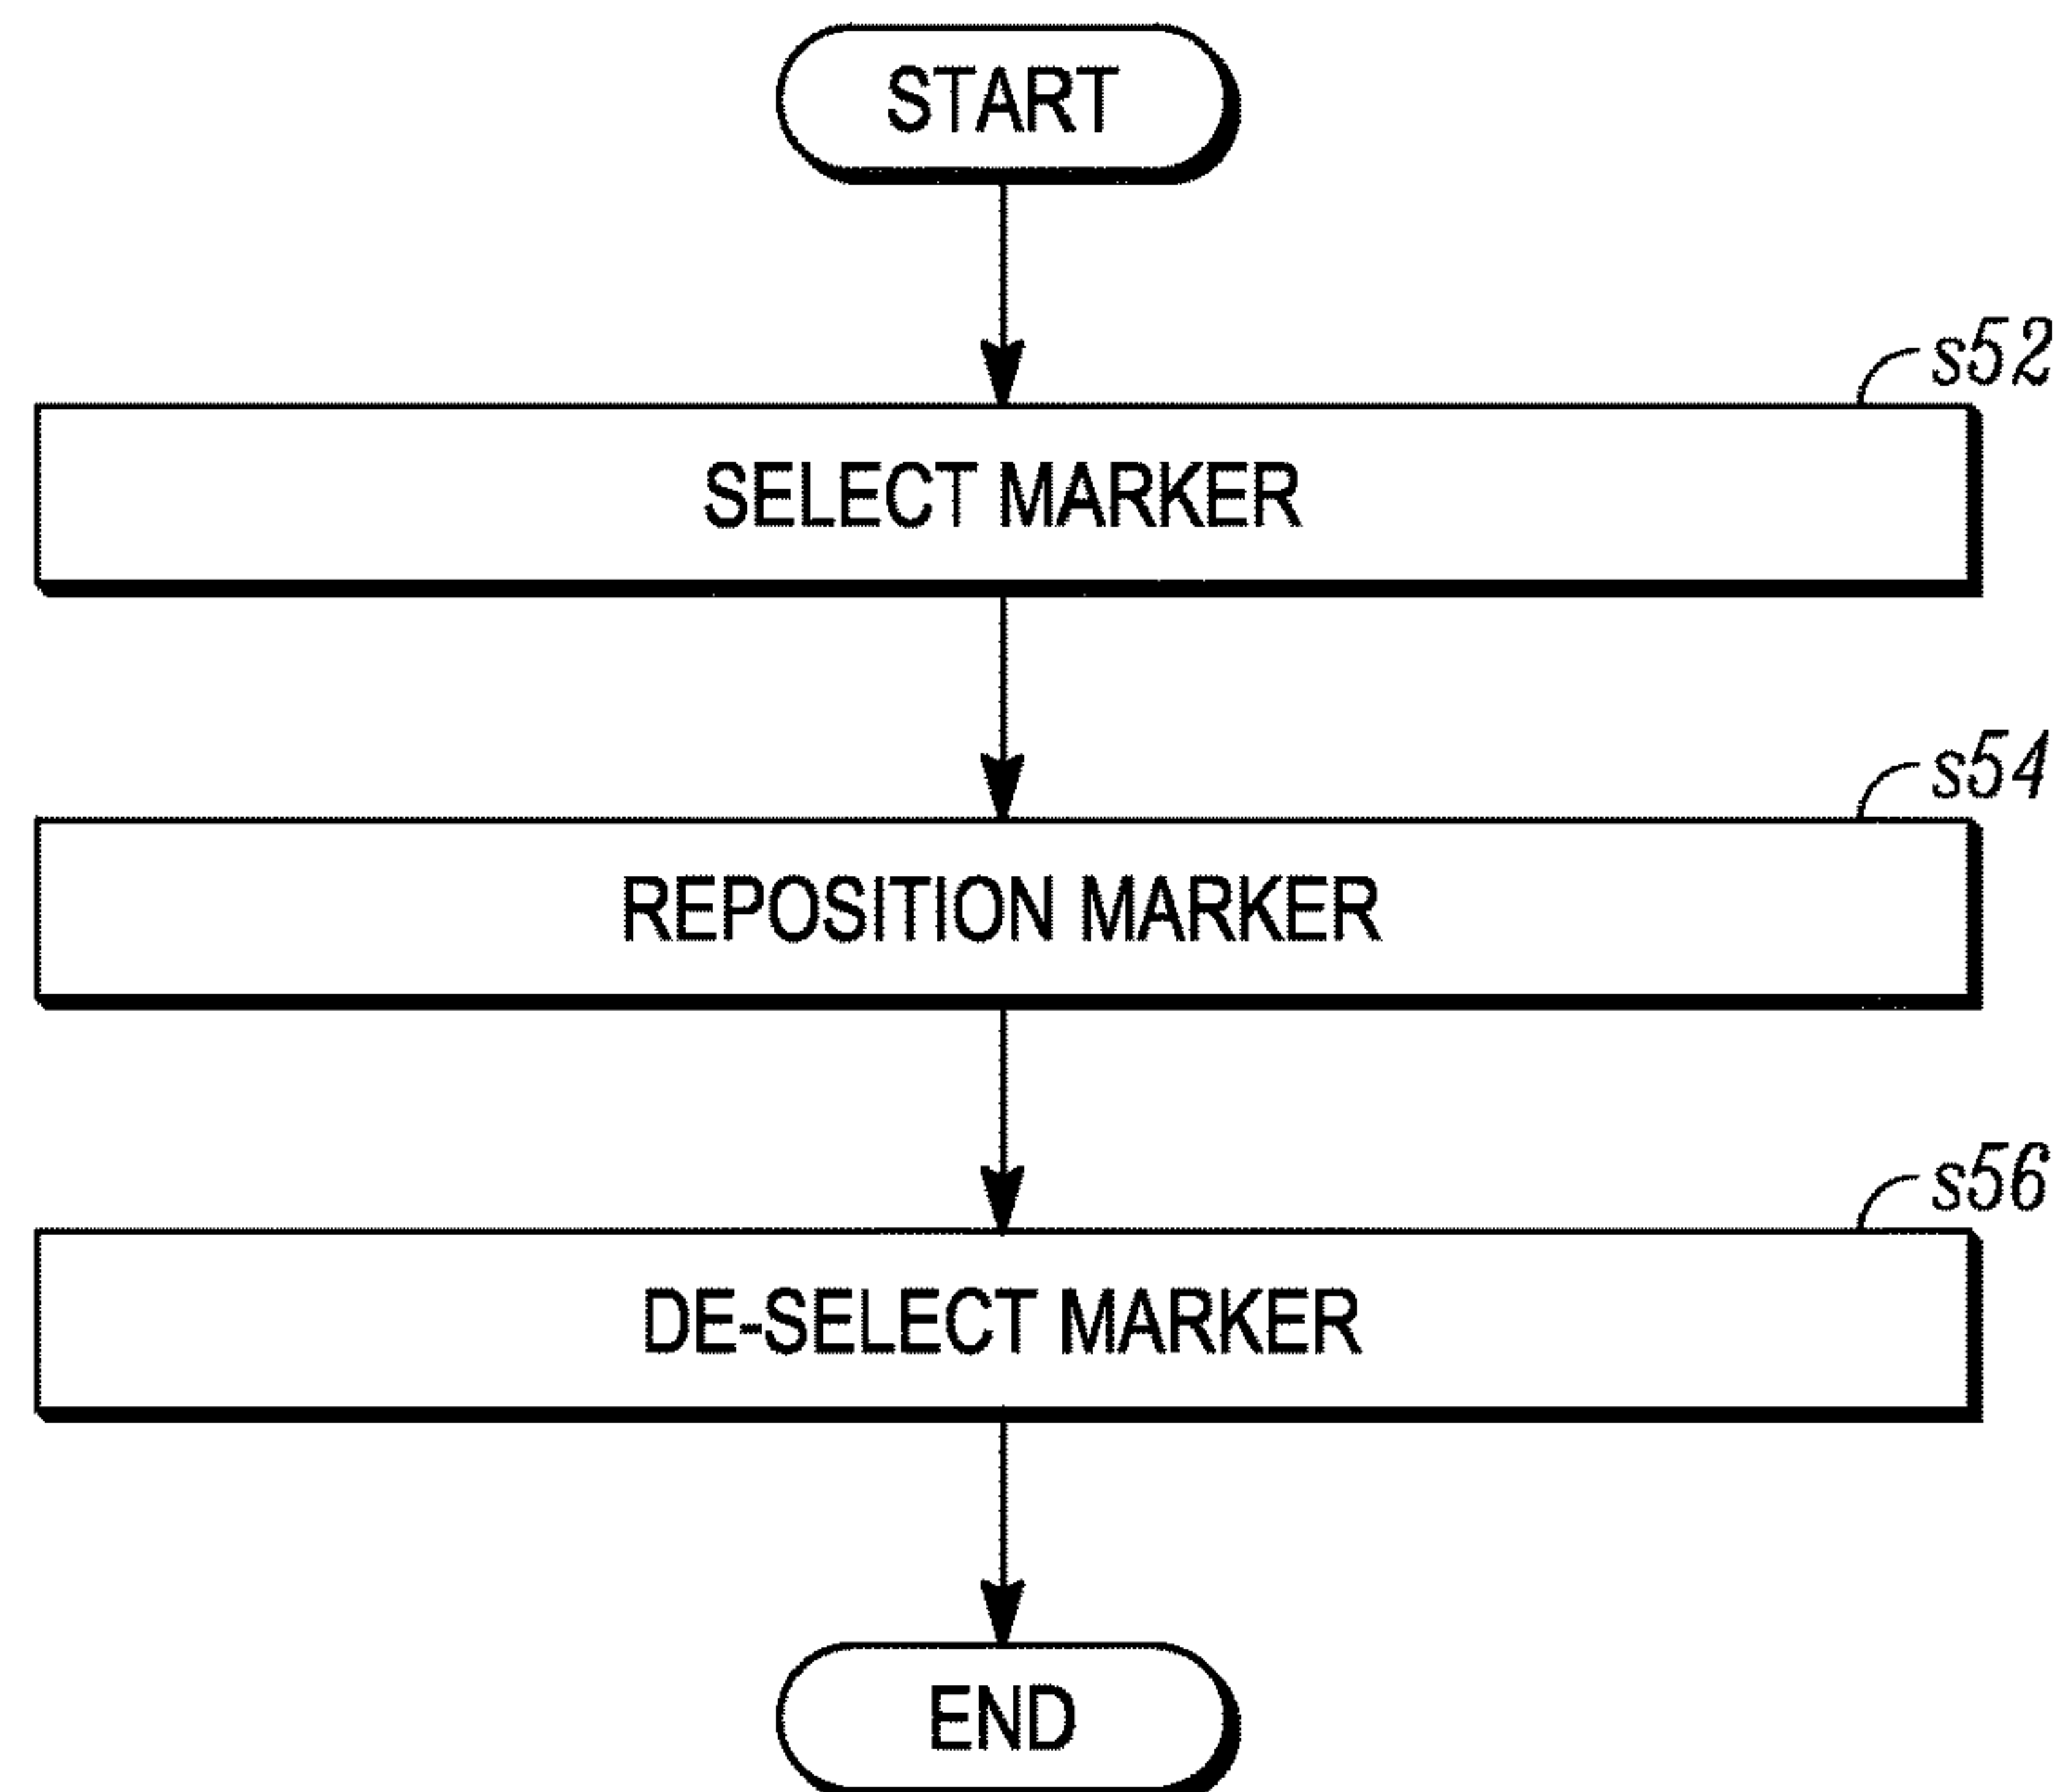 START
s52
SELECT MARKER
s54
REPOSITION MARKER
s56
DE-SELECT MARKER
END